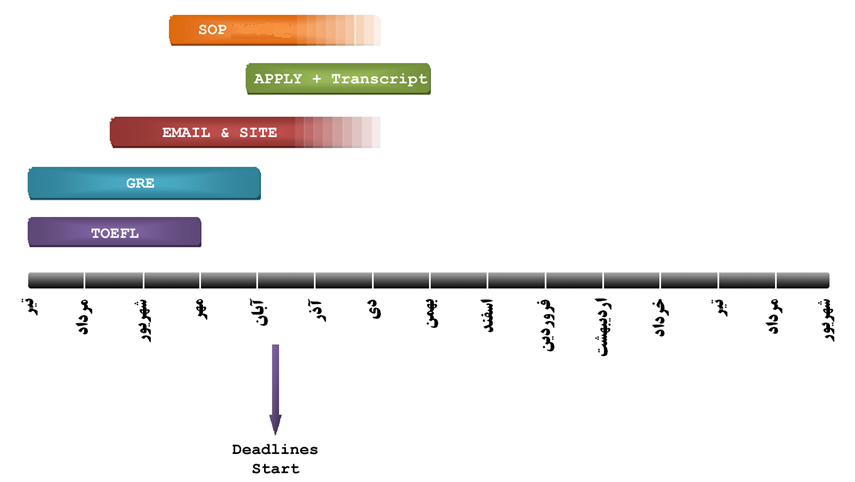 SOP
APPLY + Transcript
EMAIL & SITE
GRE
TOEFL
تیر
مرداد
شهریور
مهر
آبان
آذر
دی
بهمن
اسفند
فروردین
اردیبهشت
خرداد
تیر
مرداد
شهریور
Deadlines
Start